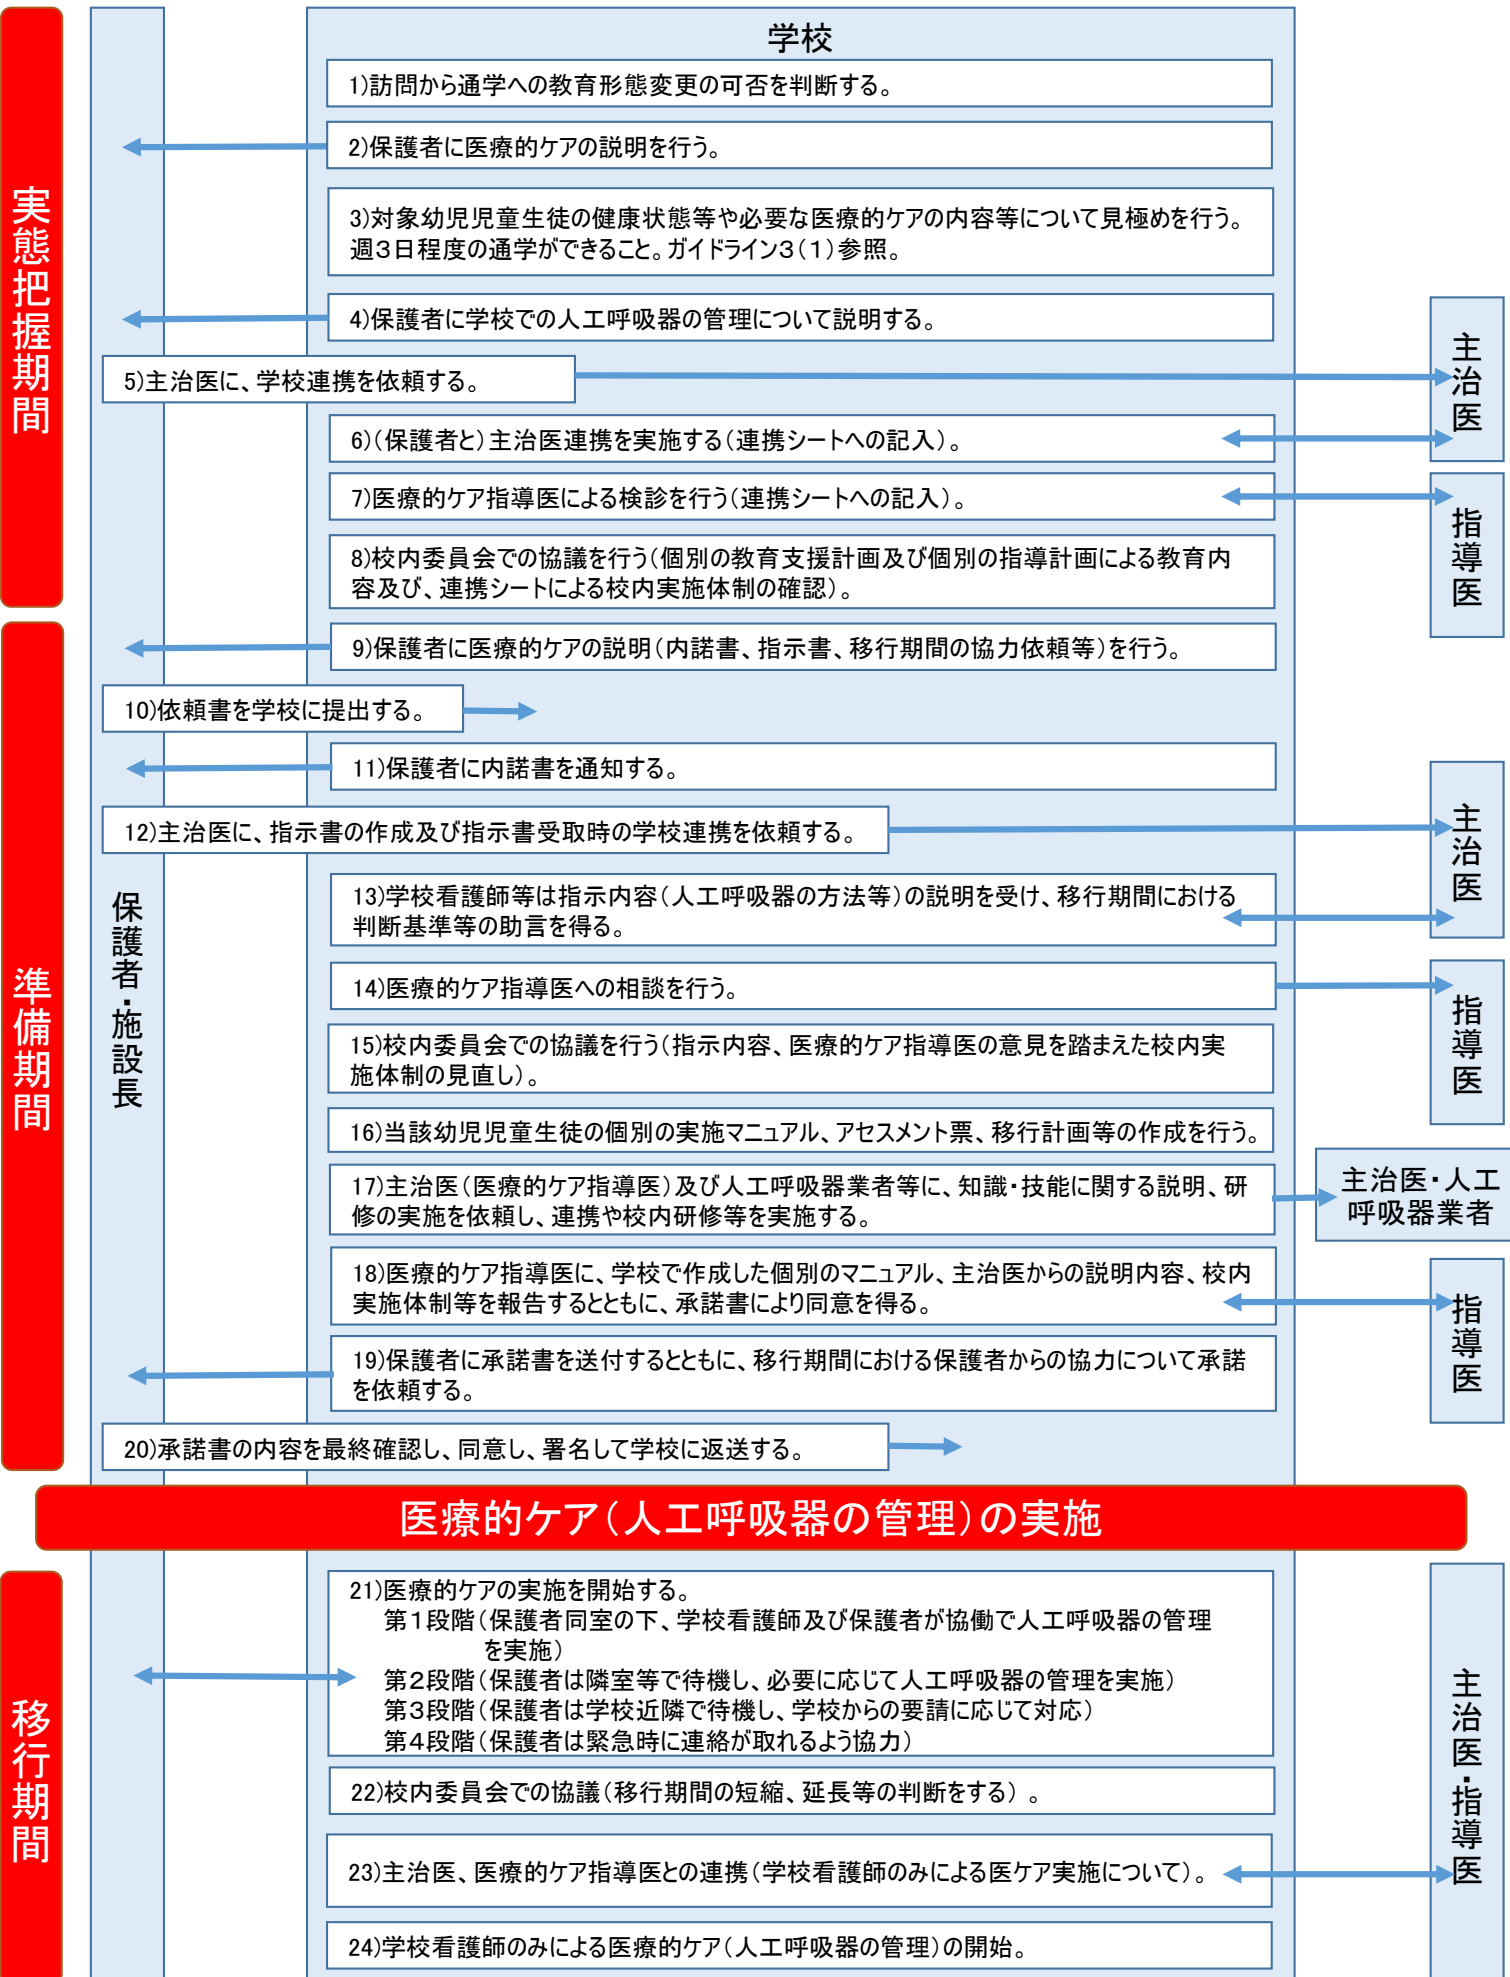 学校
実態把握期間
1)訪問から通学への教育形態変更の可否を判断する。
2)保護者に医療的ケアの説明を行う。
3)対象幼児児童生徒の健康状態等や必要な医療的ケアの内容等について見極めを行う。
週3日程度の通学ができること。ガイドライン3(1)参照。
4)保護者に学校での人工呼吸器の管理について説明する。
主治医
5)主治医に、学校連携を依頼する。
6)(保護者と)主治医連携を実施する(連携シートへの記入)。
7)医療的ケア指導医による検診を行う(連携シートへの記入)。
指導医
8)校内委員会での協議を行う(個別の教育支援計画及び個別の指導計画による教育内
容及び、連携シートによる校内実施体制の確認)。
準備期間
保護者・施設長
9)保護者に医療的ケアの説明(内諾書、指示書、移行期間の協力依頼等)を行う。
10)依頼書を学校に提出する。
11)保護者に内諾書を通知する。
主治医
12)主治医に、指示書の作成及び指示書受取時の学校連携を依頼する。
13)学校看護師等は指示内容(人工呼吸器の方法等)の説明を受け、移行期間における
判断基準等の助言を得る。
14)医療的ケア指導医への相談を行う。
指導医
15)校内委員会での協議を行う(指示内容、医療的ケア指導医の意見を踏まえた校内実
施体制の見直し)。
16)当該幼児児童生徒の個別の実施マニュアル、アセスメント票、移行計画等の作成を行う。
17)主治医(医療的ケア指導医)及び人工呼吸器業者等に、知識・技能に関する説明、研
修の実施を依頼し、連携や校内研修等を実施する。
主治医・人工
呼吸器業者
18)医療的ケア指導医に、学校で作成した個別のマニュアル、主治医からの説明内容、校内
実施体制等を報告するとともに、承諾書により同意を得る。
指導医
19)保護者に承諾書を送付するとともに、移行期間における保護者からの協力について承諾
を依頼する。
20)承諾書の内容を最終確認し、同意し、署名して学校に返送する。
医療的ケア(人工呼吸器の管理)の実施
移行期間
21)医療的ケアの実施を開始する。
第1段階(保護者同室の下、学校看護師及び保護者が協働で人工呼吸器の管理
を実施)
第2段階(保護者は隣室等で待機し、必要に応じて人工呼吸器の管理を実施)
第3段階(保護者は学校近隣で待機し、学校からの要請に応じて対応)
第4段階(保護者は緊急時に連絡が取れるよう協力)
主治医・指導医
22)校内委員会での協議(移行期間の短縮、延長等の判断をする)。
23)主治医、医療的ケア指導医との連携(学校看護師のみによる医ケア実施について)。
24)学校看護師のみによる医療的ケア(人工呼吸器の管理)の開始。